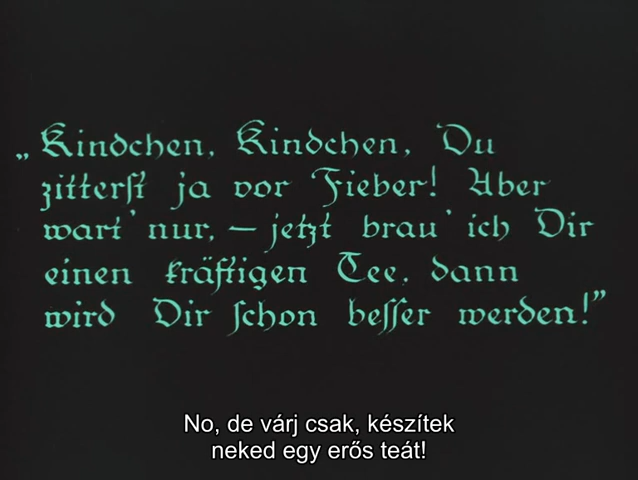 „Kindchen, Kindchen, Du
zitterst ja vor Fieber! Aber
wart' nur, — jetzt brau' ich Dir
einen kräftigen Tee, dann
wird Dir schon besser werden!”
No, de várj csak, készítek
neked egy erős teát!